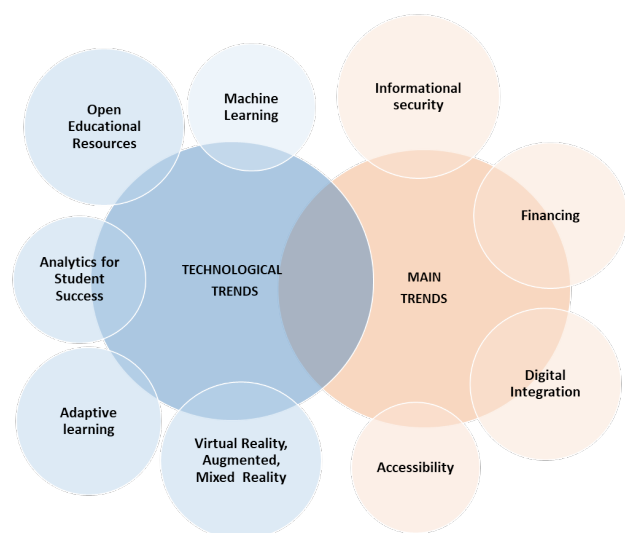 Open
Educational
Resources
Machine
Learning
Informational
security
Financing
Analytics for
Student
Success
TECHNOLOGICAL
TRENDS
MAIN
TRENDS
Adaptive
learning
Virtual Reality,
Augmented,
Mixed Reality
Digital
Integration
Accessibility